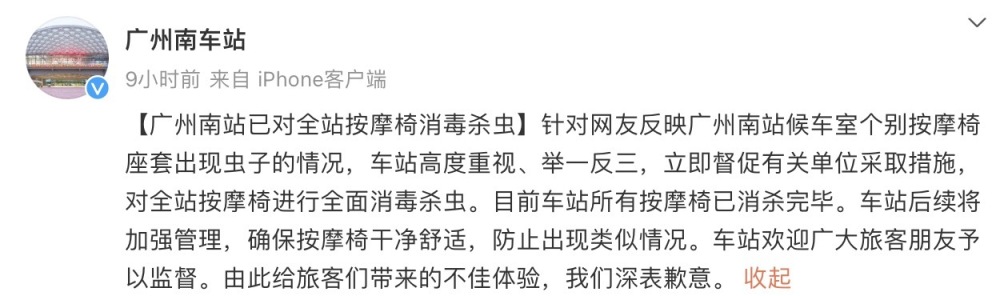 广州南车站
9小时前 来自 iPhone客户端
【广州南站已对全站按摩椅消毒杀虫】针对网友反映广州南站候车室个别按摩椅
座套出现虫子的情况，车站高度重视、举一反三，立即督促有关单位采取措施，
对全站按摩椅进行全面消毒杀虫。目前车站所有按摩椅已消杀完毕。车站后续将
加强管理，确保按摩椅干净舒适，防止出现类似情况。车站欢迎广大旅客朋友予
以监督。由此给旅客们带来的不佳体验，我们深表歉意。 收起